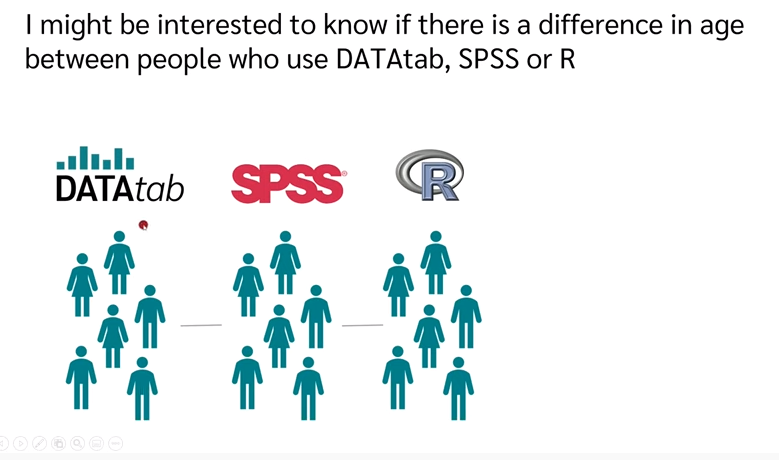 I might be interested to know if there is a difference in age
between people who use DATAtab, SPSS or R
DATAtab
SPSS®
R